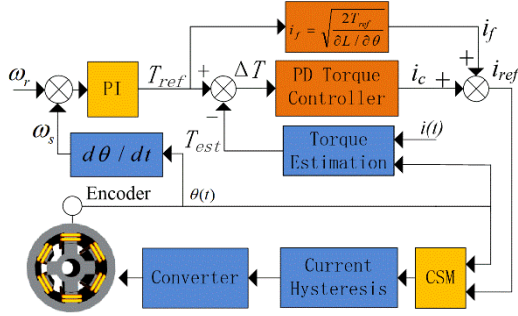 i_f = √(2T_ref / (∂L / ∂θ))
i_f
ω_r
PI
T_ref
+
ΔT
PD Torque
Controller
i_c
+
+
i_ref
−
ω_s
dθ / dt
T_est
Torque
Estimation
i(t)
Encoder
θ(t)
Converter
Current
Hysteresis
CSM